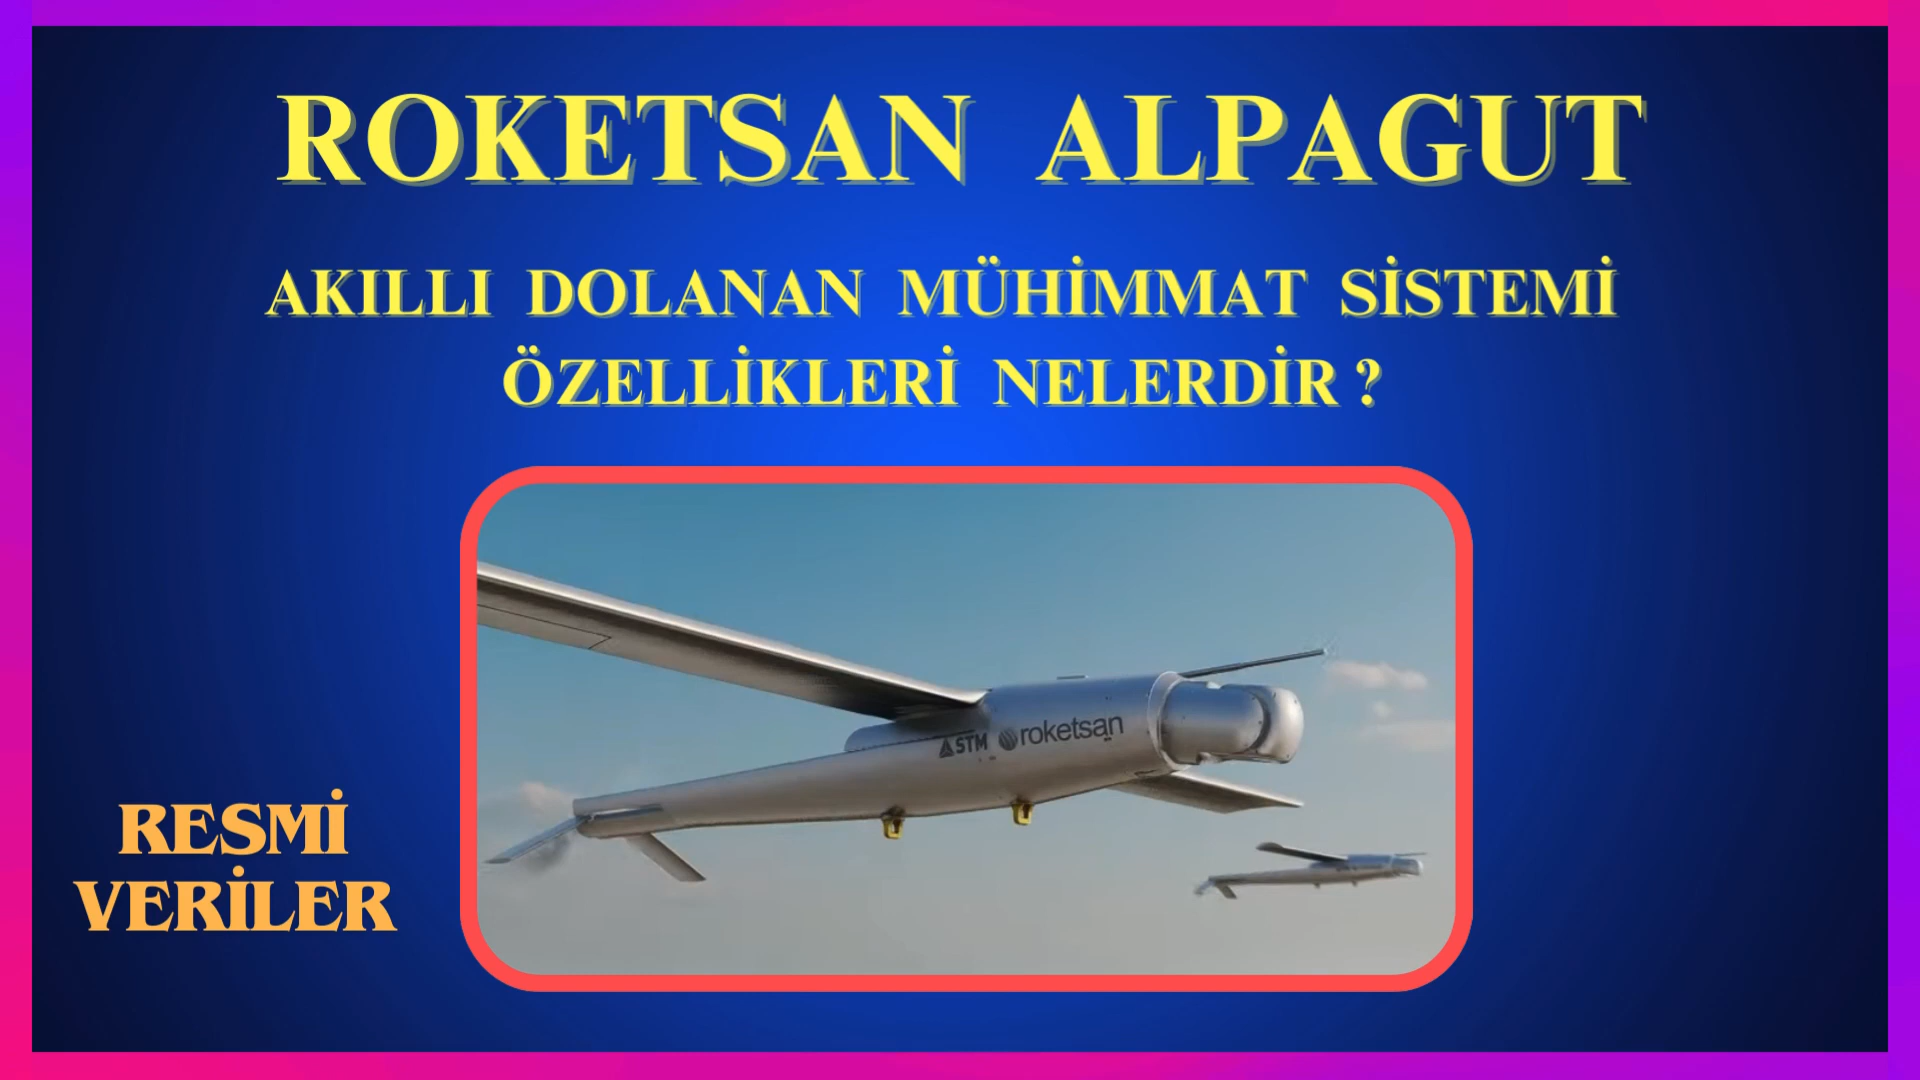 ROKETSAN ALPAGUT
AKILLI DOLANAN MÜHİMMAT SİSTEMİ
ÖZELLİKLERİ NELERDİR ?
STM roketsan
RESMİ
VERİLER